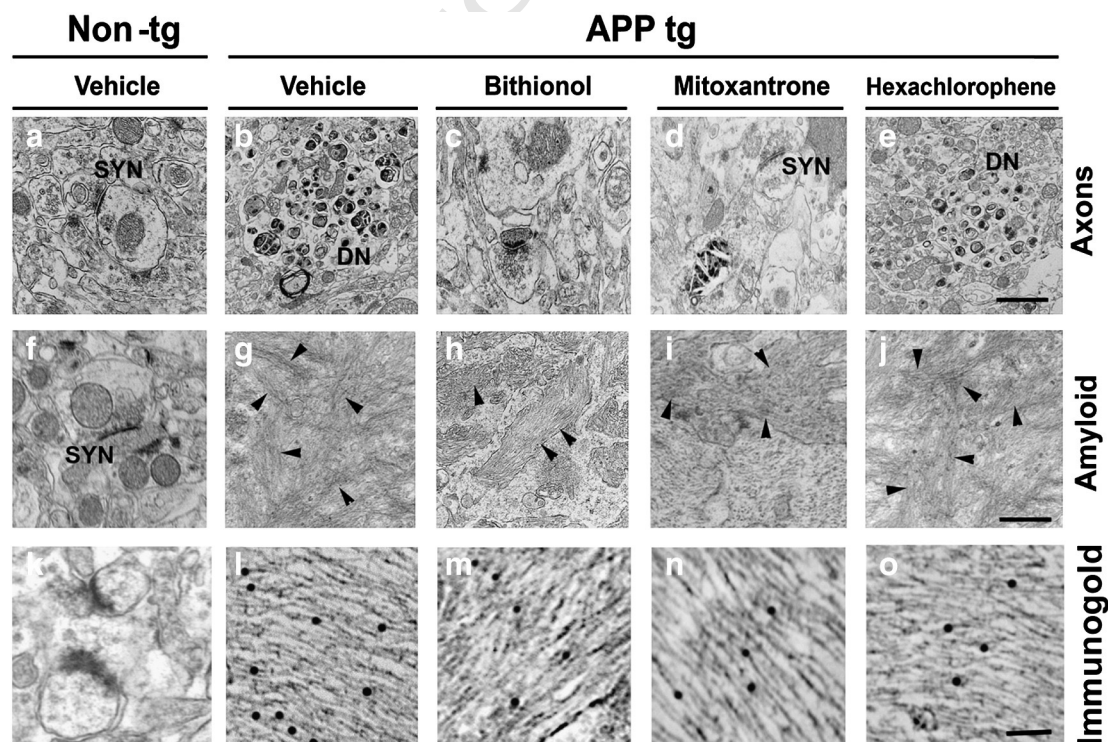 Non-tg APP tg
Vehicle Vehicle Bithionol Mitoxantrone Hexachlorophene
a b c d e
SYN DN SYN DN
Axons
f g h i j
SYN
Amyloid
k l m n o
Immunogold